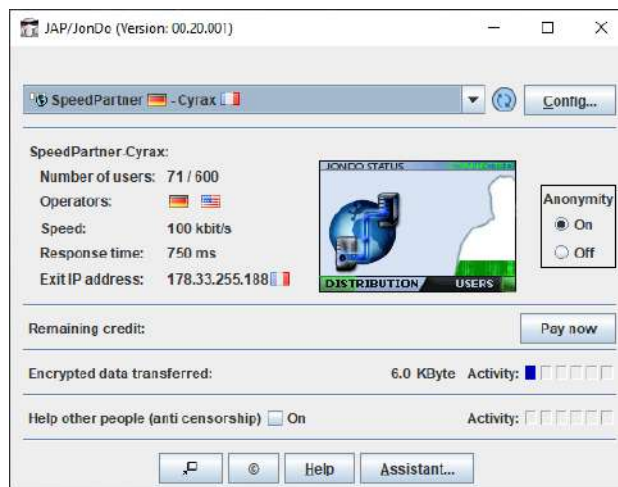 JAP/JonDo (Version: 00.20.001)
SpeedPartner - Cyrax
Config...
SpeedPartner-Cyrax:
Number of users: 71 / 600
Operators:
Speed: 100 kbit/s
Response time: 750 ms
Exit IP address: 178.33.255.188
JONDO STATUS
DISTRIBUTION USERS
Anonymity
On
Off
Remaining credit:
Pay now
Encrypted data transferred: 6.0 KByte Activity:
Help other people (anti censorship) On Activity:
© Help Assistant...